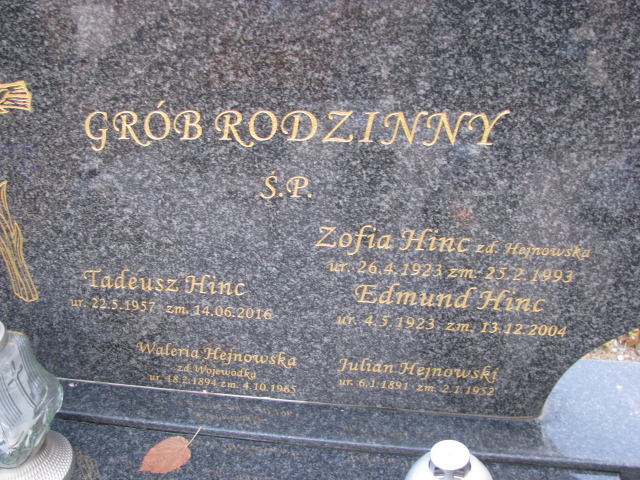 GRÓB RODZINNY
Ś.P.
Zofia Hinc zd. Hejnowska
ur. 26.4.1923 zm. 25.2.1993
Edmund Hinc
ur. 4.5.1923 zm. 13.12.2004
Tadeusz Hinc
ur. 22.5.1957 zm. 14.06.2016
Waleria Hejnowska
zd. Wojewódka
ur. 18.2.1894 zm. 4.10.1965
Julian Hejnowski
ur. 6.1.1891 zm. 2.1.1952